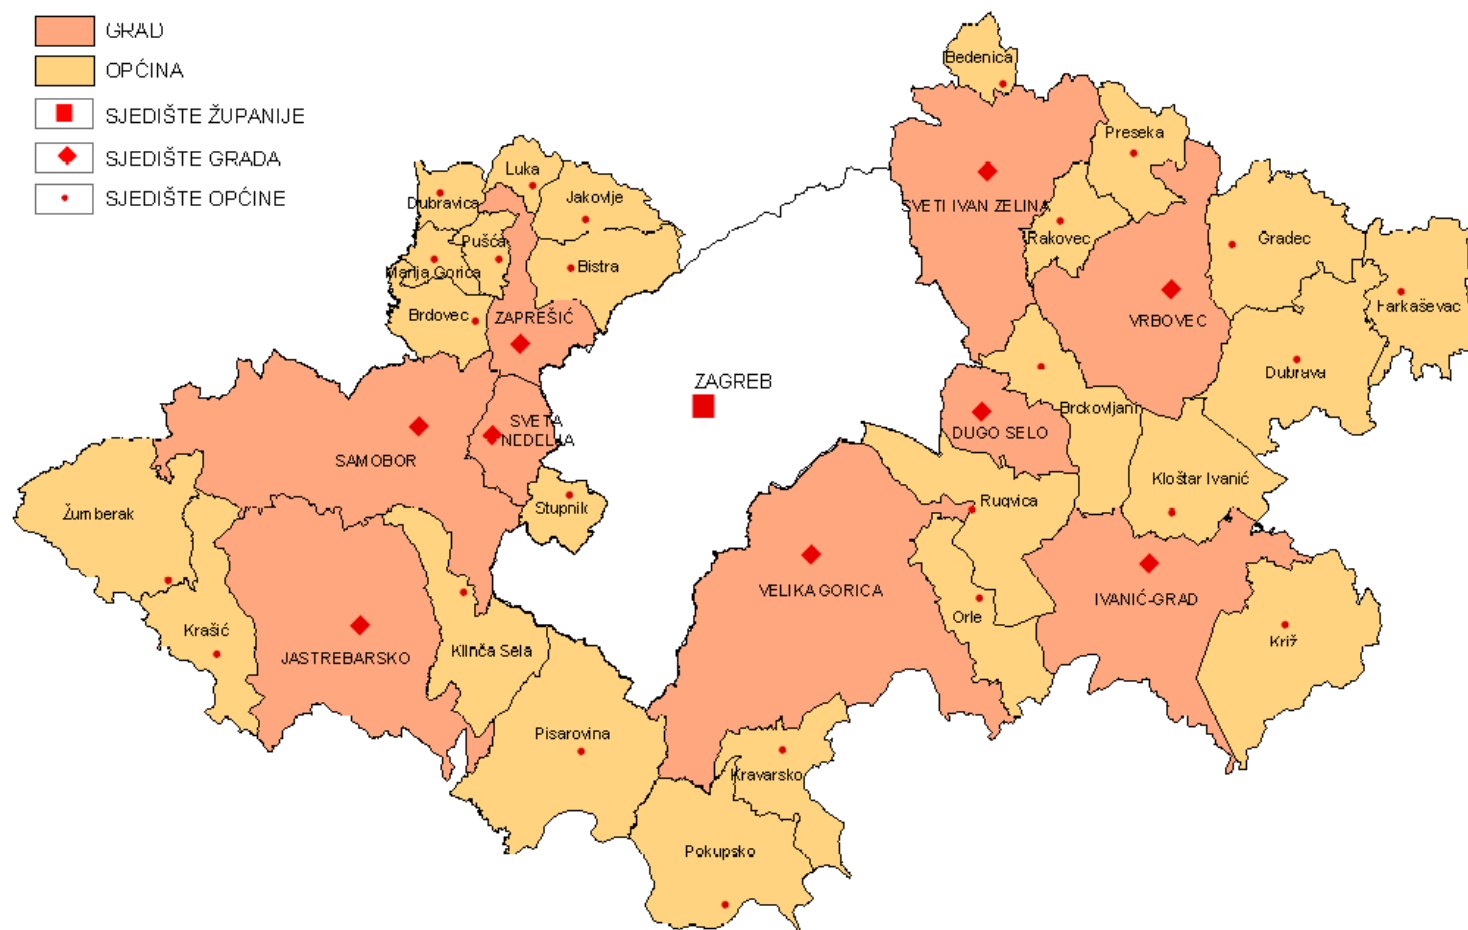 GRAD
OPĆINA
SJEDIŠTE ŽUPANIJE
SJEDIŠTE GRADA
SJEDIŠTE OPĆINE
Bedenica
Preseka
Luka
Dubravica
Jakovlje
SVETI IVAN ZELINA
Rakovec
Gradec
Pušća
Marija Gorica
Bistra
Farkaševac
Brdovec
ZAPREŠIĆ
VRBOVEC
Dubrava
ZAGREB
Brckovljani
SVETA
NEDELJA
DUGO SELO
SAMOBOR
Kloštar Ivanić
Žumberak
Stupnik
Rugvica
VELIKA GORICA
IVANIĆ-GRAD
Orle
Krašić
Križ
Klinča Sela
JASTREBARSKO
Pisarovina
Kravarsko
Pokupsko